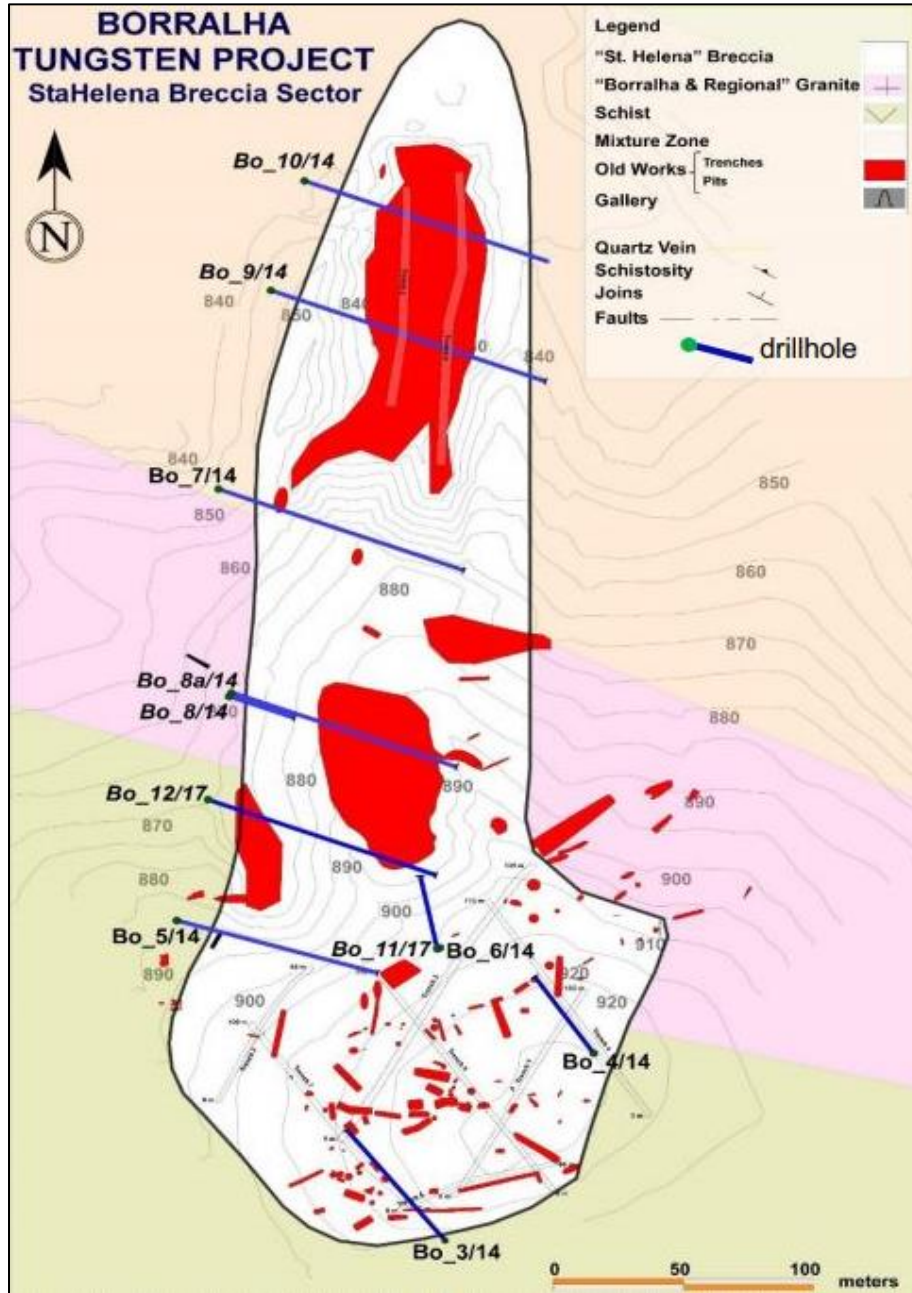 BORRALHA
TUNGSTEN PROJECT
StaHelena Breccia Sector
N
Legend
"St. Helena" Breccia
"Borralha & Regional" Granite
Schist
Mixture Zone
Old Works Trenches
Pits
Gallery
Quartz Vein
Schistosity
Joins
Faults
drillhole
Bo_10/14
Bo_9/14
840
850
840
840
840
Bo_7/14
850
850
860
880
860
870
Bo_8a/14
Bo_8/14
880
880
890
Bo_12/17
890
870
890
880
900
900
Bo_5/14
Bo_11/17
Bo_6/14
910
890
920
900
920
Bo_4/14
Bo_3/14
0 50 100
meters